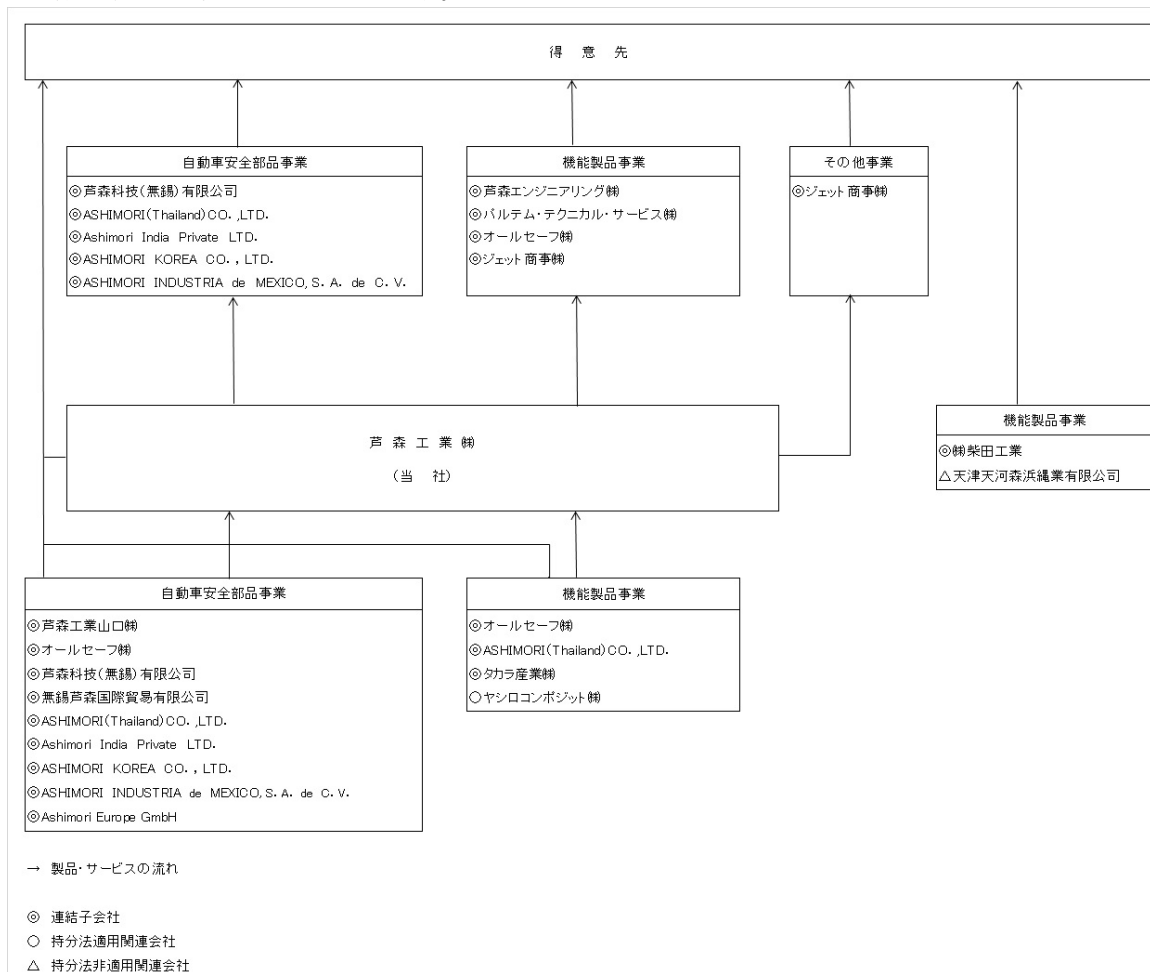 得 意 先
自動車安全部品事業
◎芦森科技(無錫)有限公司
◎ASHIMORI(Thailand)CO.,LTD.
◎Ashimori India Private LTD.
◎ASHIMORI KOREA CO., LTD.
◎ASHIMORI INDUSTRIA de MEXICO,S. A. de C. V.
機能製品事業
◎芦森エンジニアリング㈱
◎パルテム・テクニカル・サービス㈱
◎オールセーフ㈱
◎ジェット商事㈱
その他事業
◎ジェット商事㈱
芦 森 工 業 ㈱
(当 社)
機能製品事業
◎㈱柴田工業
△天津天河森浜縄業有限公司
自動車安全部品事業
◎芦森工業山口㈱
◎オールセーフ㈱
◎芦森科技(無錫)有限公司
◎無錫芦森国際貿易有限公司
◎ASHIMORI(Thailand)CO.,LTD.
◎Ashimori India Private LTD.
◎ASHIMORI KOREA CO., LTD.
◎ASHIMORI INDUSTRIA de MEXICO,S. A. de C. V.
◎Ashimori Europe GmbH
機能製品事業
◎オールセーフ㈱
◎ASHIMORI(Thailand)CO.,LTD.
◎タカラ産業㈱
○ヤシロコンポジット㈱
→ 製品・サービスの流れ
◎ 連結子会社
○ 持分法適用関連会社
△ 持分法非適用関連会社